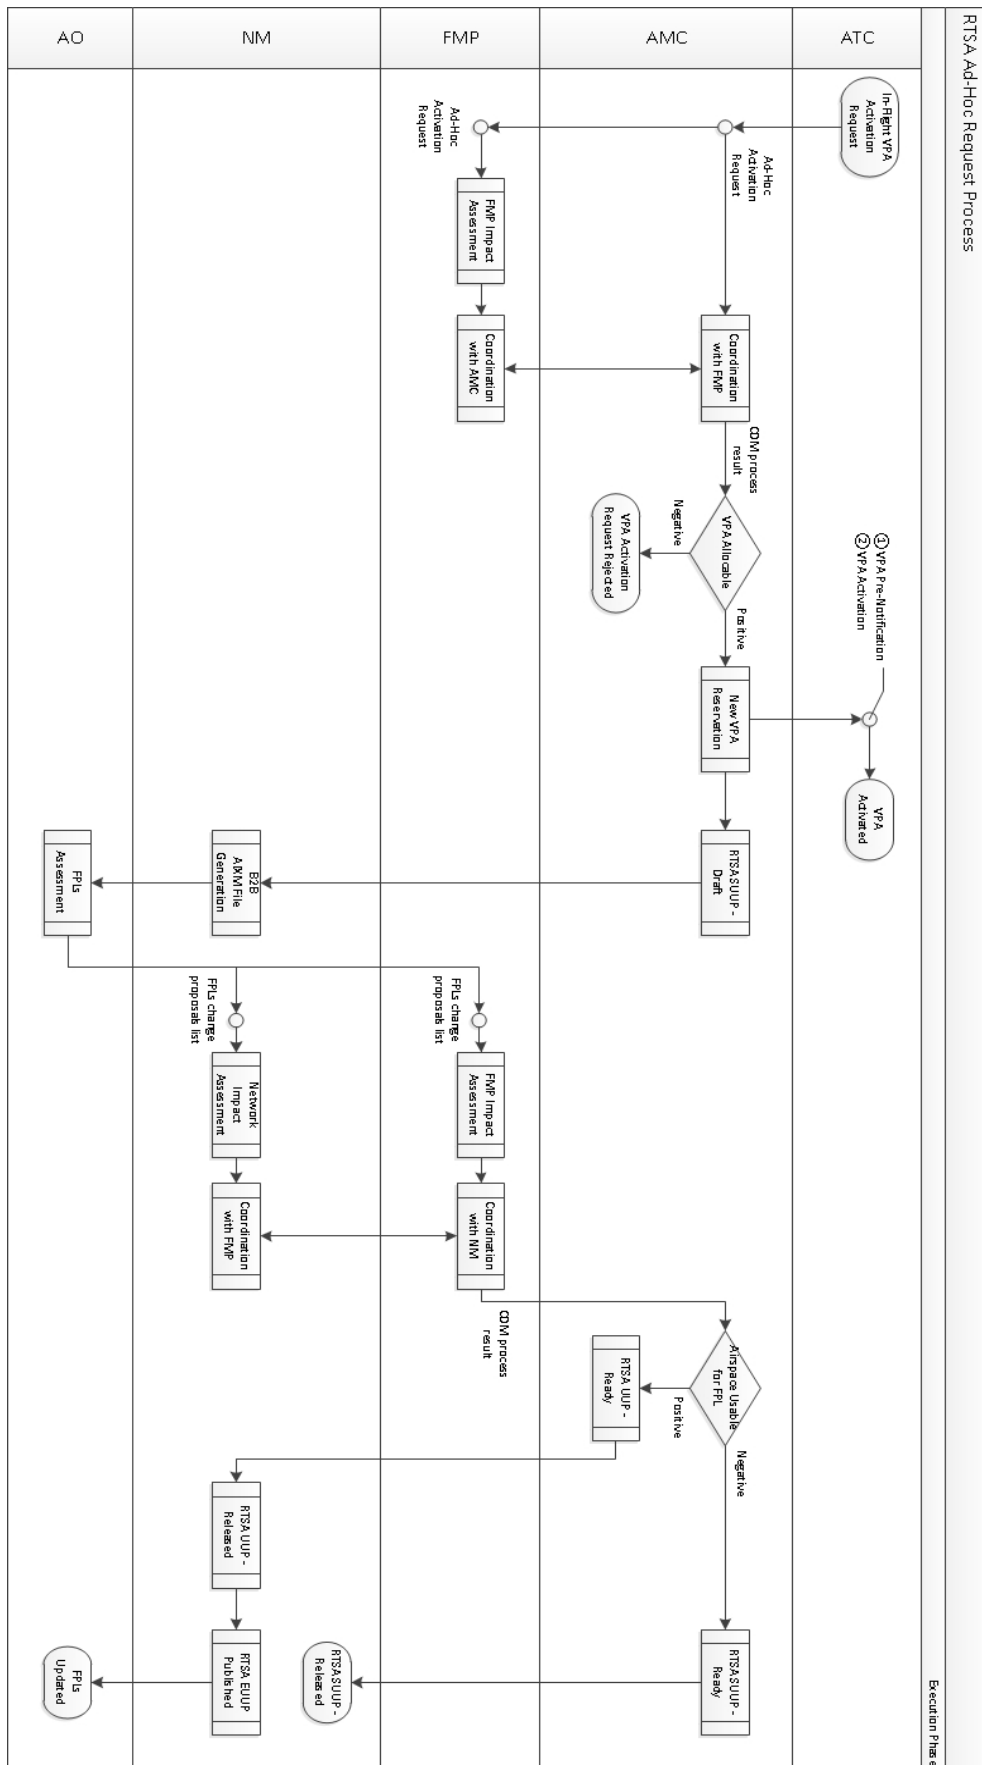 RTSA Ad-Hoc Request Process
Execution Phase
ATC
AMC
FMP
NM
AO
In-flight VPA
Activation
Request
Ad-Hoc
Activation
Request
Ad-Hoc
Activation
Request
FMP Impact
Assessment
Coordination
with AMC
Coordination
with FMP
CDM process
result
VPA Allocable
Negative
VPA Activation
Request Rejected
Positive
① VPA Pre-Notification
② VPA Activation
New VPA
Reservation
VPA
Activated
RTSA SUUP -
Draft
B2B
AIXM File
Generation
FPLs
Assessment
FPLs change
proposals list
FPLs change
proposals list
FMP Impact
Assessment
Network
Impact
Assessment
Coordination
with NM
Coordination
with FMP
CDM process
result
Airspace Usable
for FPL
Positive
RTSA UUP -
Ready
Negative
RTSA UUP -
Released
RTSA SUUP -
Ready
RTSA SUUP -
Released
RTSA EUUP
Published
FPLs
Updated